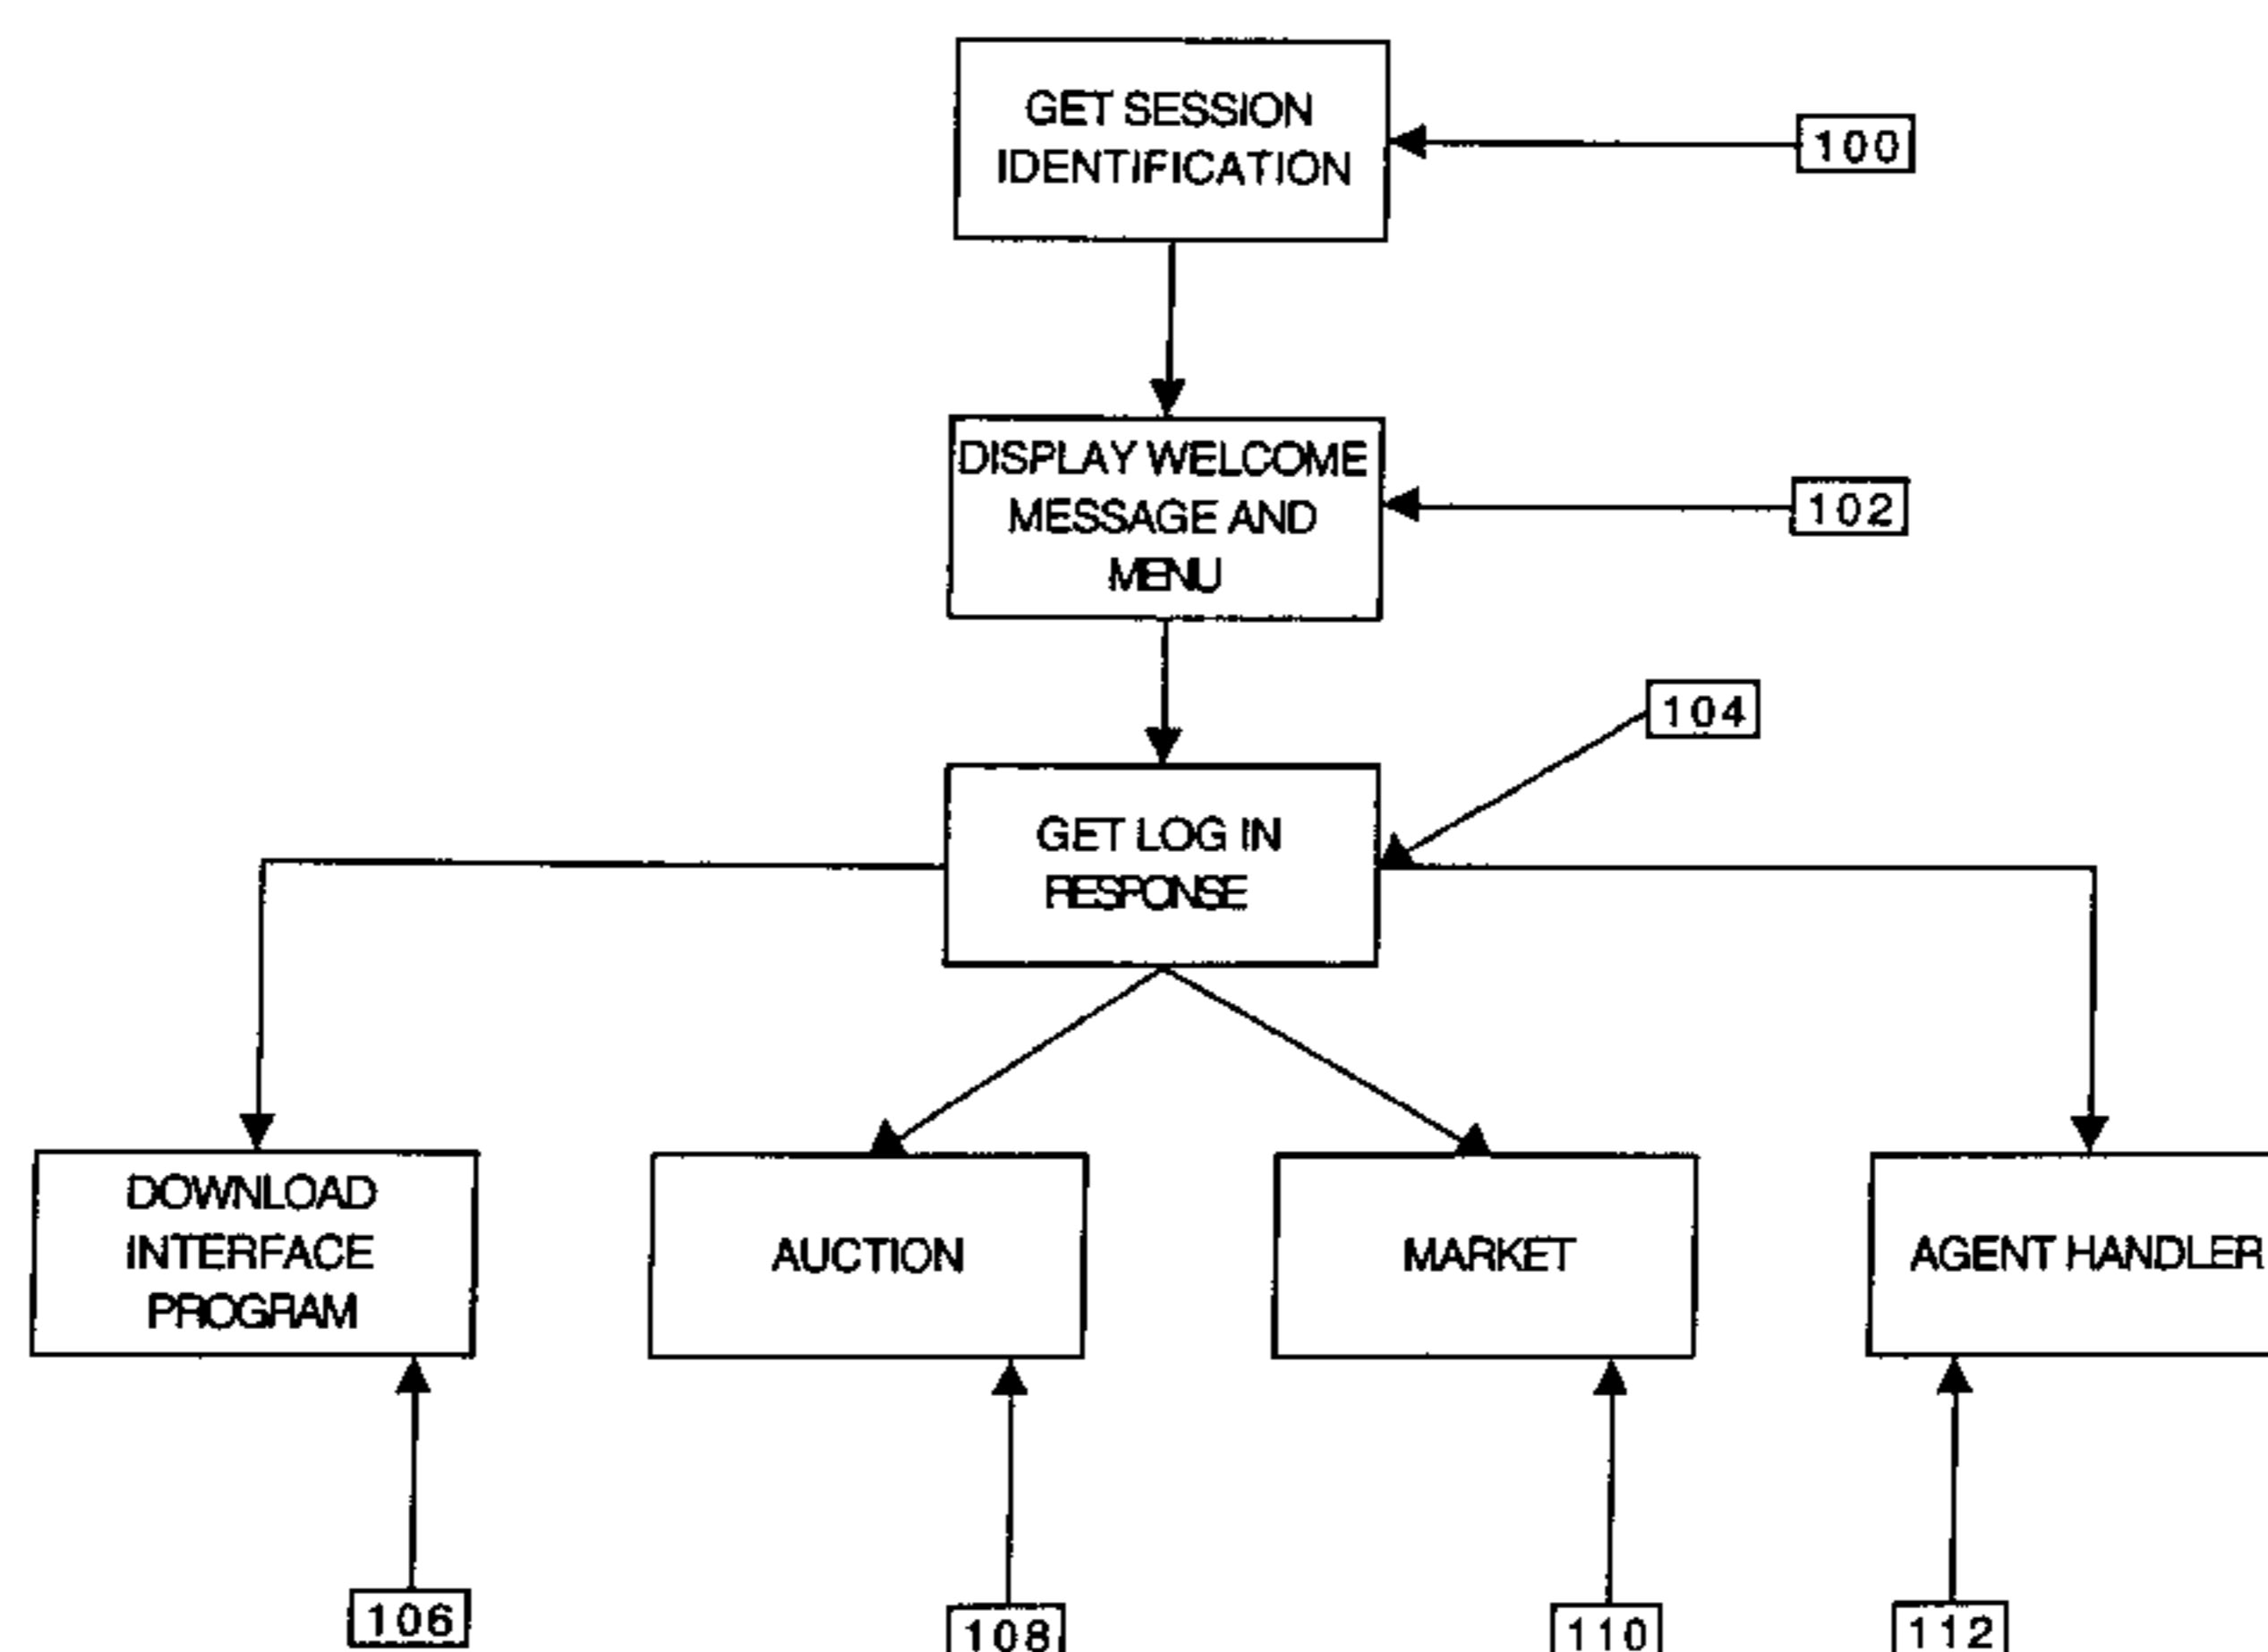 GET SESSION
IDENTIFICATION
100
DISPLAY WELCOME
MESSAGE AND
MENU
102
104
GET LOG IN
RESPONSE
DOWNLOAD
INTERFACE
PROGRAM
AUCTION
MARKET
AGENT HANDLER
106
108
110
112